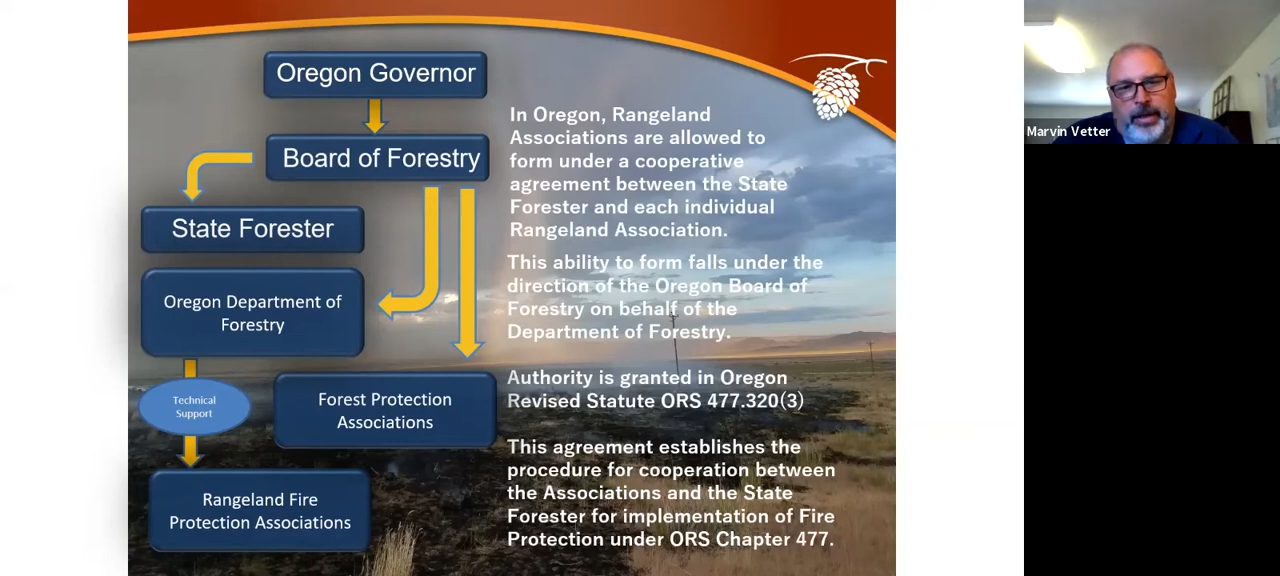 Oregon Governor
Board of Forestry
State Forester
Oregon Department of
Forestry
Technical
Support
Forest Protection
Associations
Rangeland Fire
Protection Associations
In Oregon, Rangeland
Associations are allowed to
form under a cooperative
agreement between the State
Forester and each individual
Rangeland Association.
This ability to form falls under the
direction of the Oregon Board of
Forestry on behalf of the
Department of Forestry.
Authority is granted in Oregon
Revised Statute ORS 477.320(3)
This agreement establishes the
procedure for cooperation between
the Associations and the State
Forester for implementation of Fire
Protection under ORS Chapter 477.
Marvin Vetter